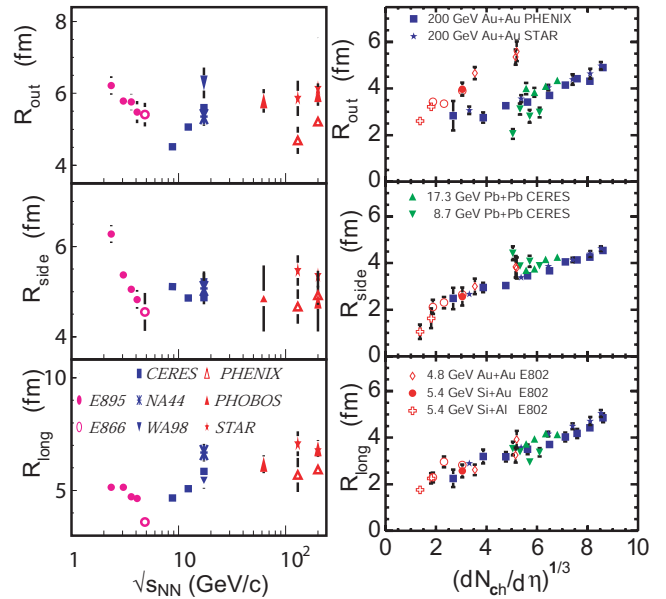 R_out (fm)
8
6
4
R_side (fm)
6
4
R_long (fm)
10
5
CERES PHENIX
E895 NA44 PHOBOS
E866 WA98 STAR
1 10 10^2
√s_NN (GeV/c)
200 GeV Au+Au PHENIX
200 GeV Au+Au STAR
R_out (fm)
6
4
2
0
17.3 GeV Pb+Pb CERES
8.7 GeV Pb+Pb CERES
R_side (fm)
6
4
2
0
4.8 GeV Au+Au E802
5.4 GeV Si+Au E802
5.4 GeV Si+Al E802
R_long (fm)
6
4
2
0
0 2 4 6 8 10
(dN_ch/dη)^1/3